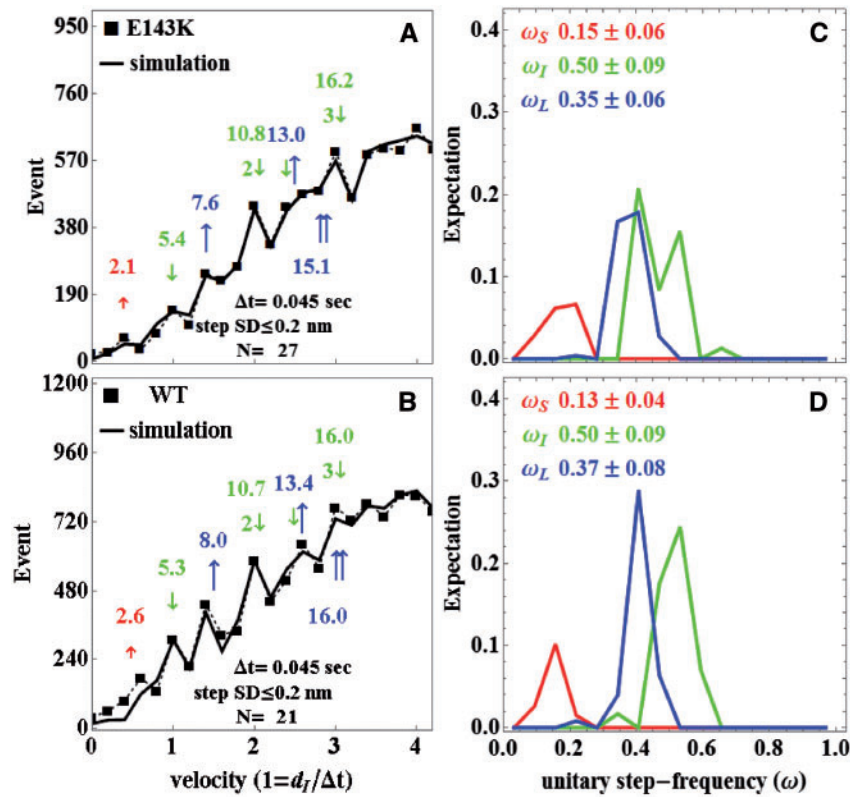 A
■ E143K
simulation
16.2
3↓
10.8 13.0
2↓ ↓ ↑
7.6
↑
5.4
↓
15.1
⇈
2.1
↑
Δt= 0.045 sec
step SD≤0.2 nm
N= 27
950
760
570
380
190
0
Event
C
ω_S 0.15 ± 0.06
ω_I 0.50 ± 0.09
ω_L 0.35 ± 0.06
0.4
0.3
0.2
0.1
0.0
Expectation
B
■ WT
simulation
16.0
3↓
10.7 13.4
2↓ ↓ ↑
8.0
↑
5.3
↓
16.0
⇈
2.6
↑
Δt= 0.045 sec
step SD≤0.2 nm
N= 21
1200
960
720
480
240
0
Event
0 1 2 3 4
velocity (1=d_I/Δt)
D
ω_S 0.13 ± 0.04
ω_I 0.50 ± 0.09
ω_L 0.37 ± 0.08
0.4
0.3
0.2
0.1
0.0
Expectation
0.0 0.2 0.4 0.6 0.8 1.0
unitary step−frequency (ω)